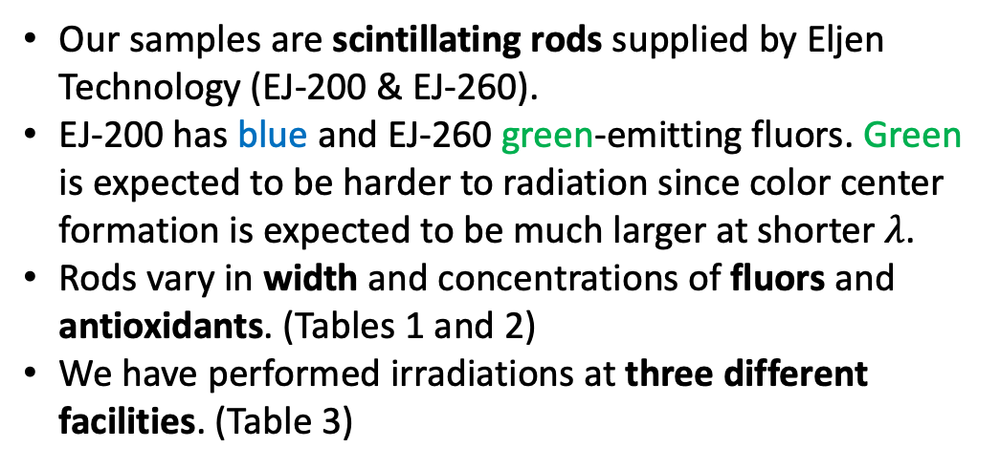 • Our samples are scintillating rods supplied by Eljen
Technology (EJ-200 & EJ-260).
• EJ-200 has blue and EJ-260 green-emitting fluors. Green
is expected to be harder to radiation since color center
formation is expected to be much larger at shorter λ.
• Rods vary in width and concentrations of fluors and
antioxidants. (Tables 1 and 2)
• We have performed irradiations at three different
facilities. (Table 3)